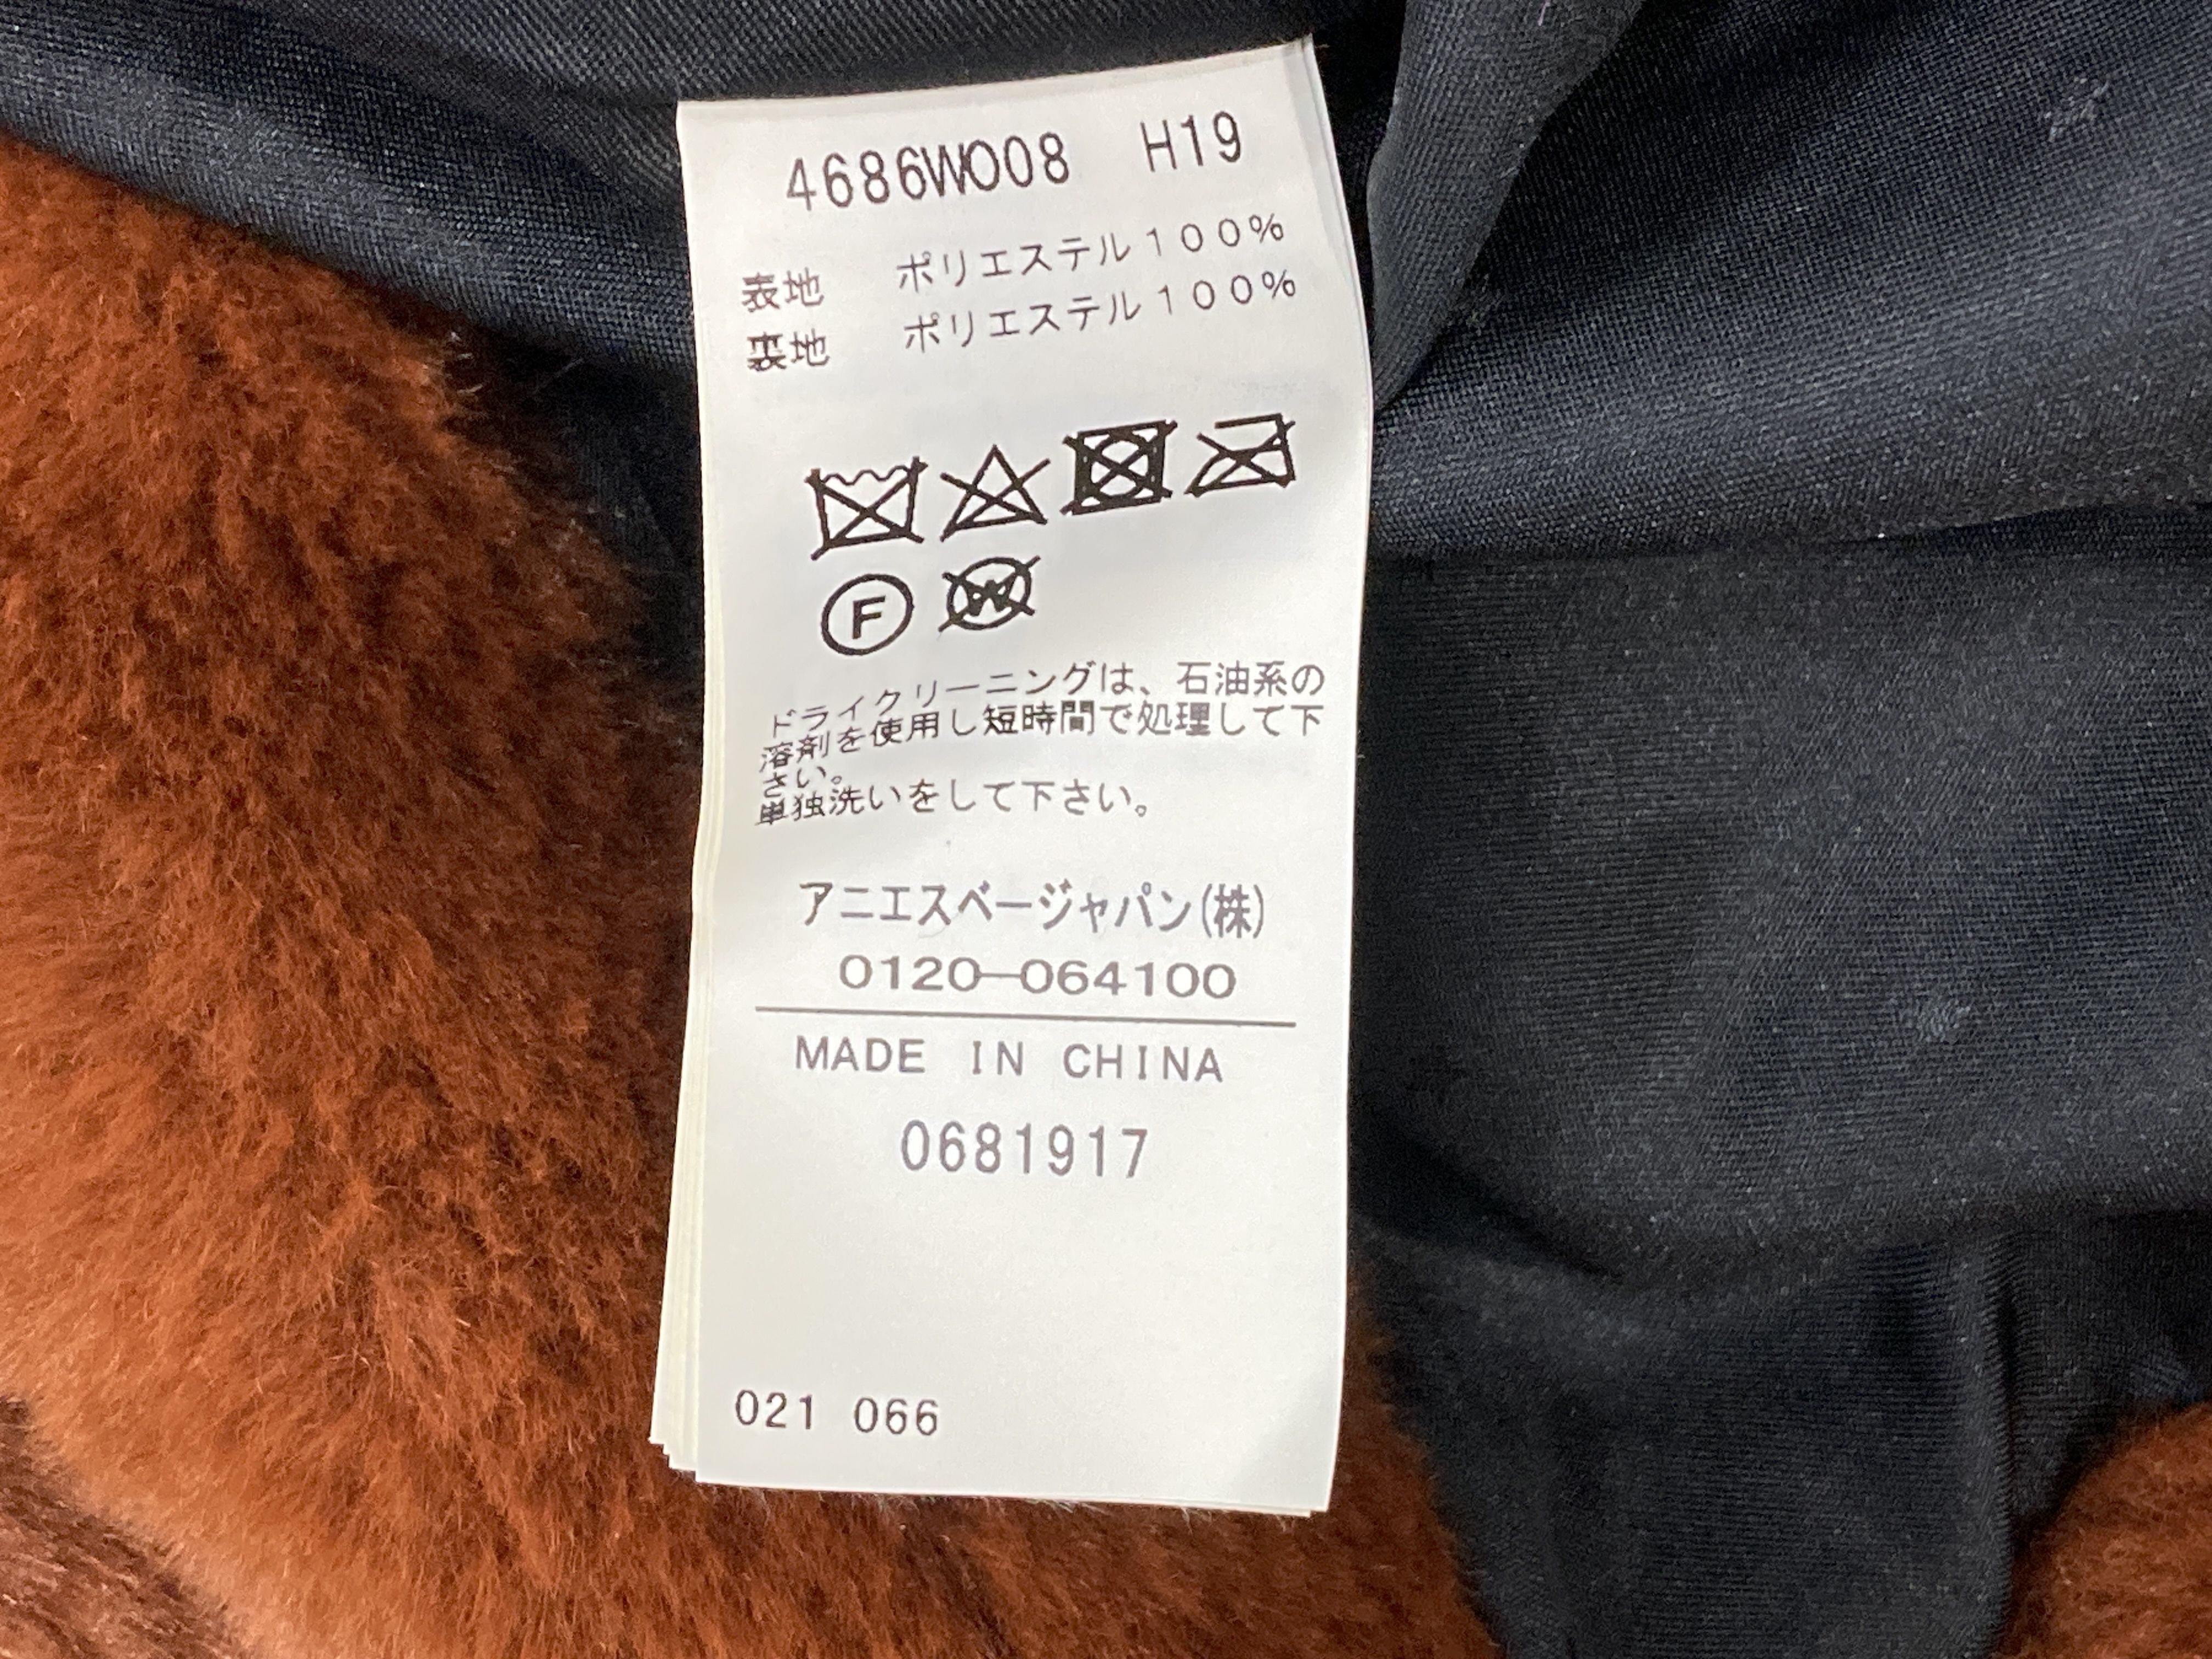 4686W008 H19
表地 ポリエステル100%
裏地 ポリエステル100%
F W
ドライクリーニングは、石油系の
溶剤を使用し短時間で処理して下
さい。
単独洗いをして下さい。
アニエスベージャパン(株)
0120-064100
MADE IN CHINA
0681917
021 066